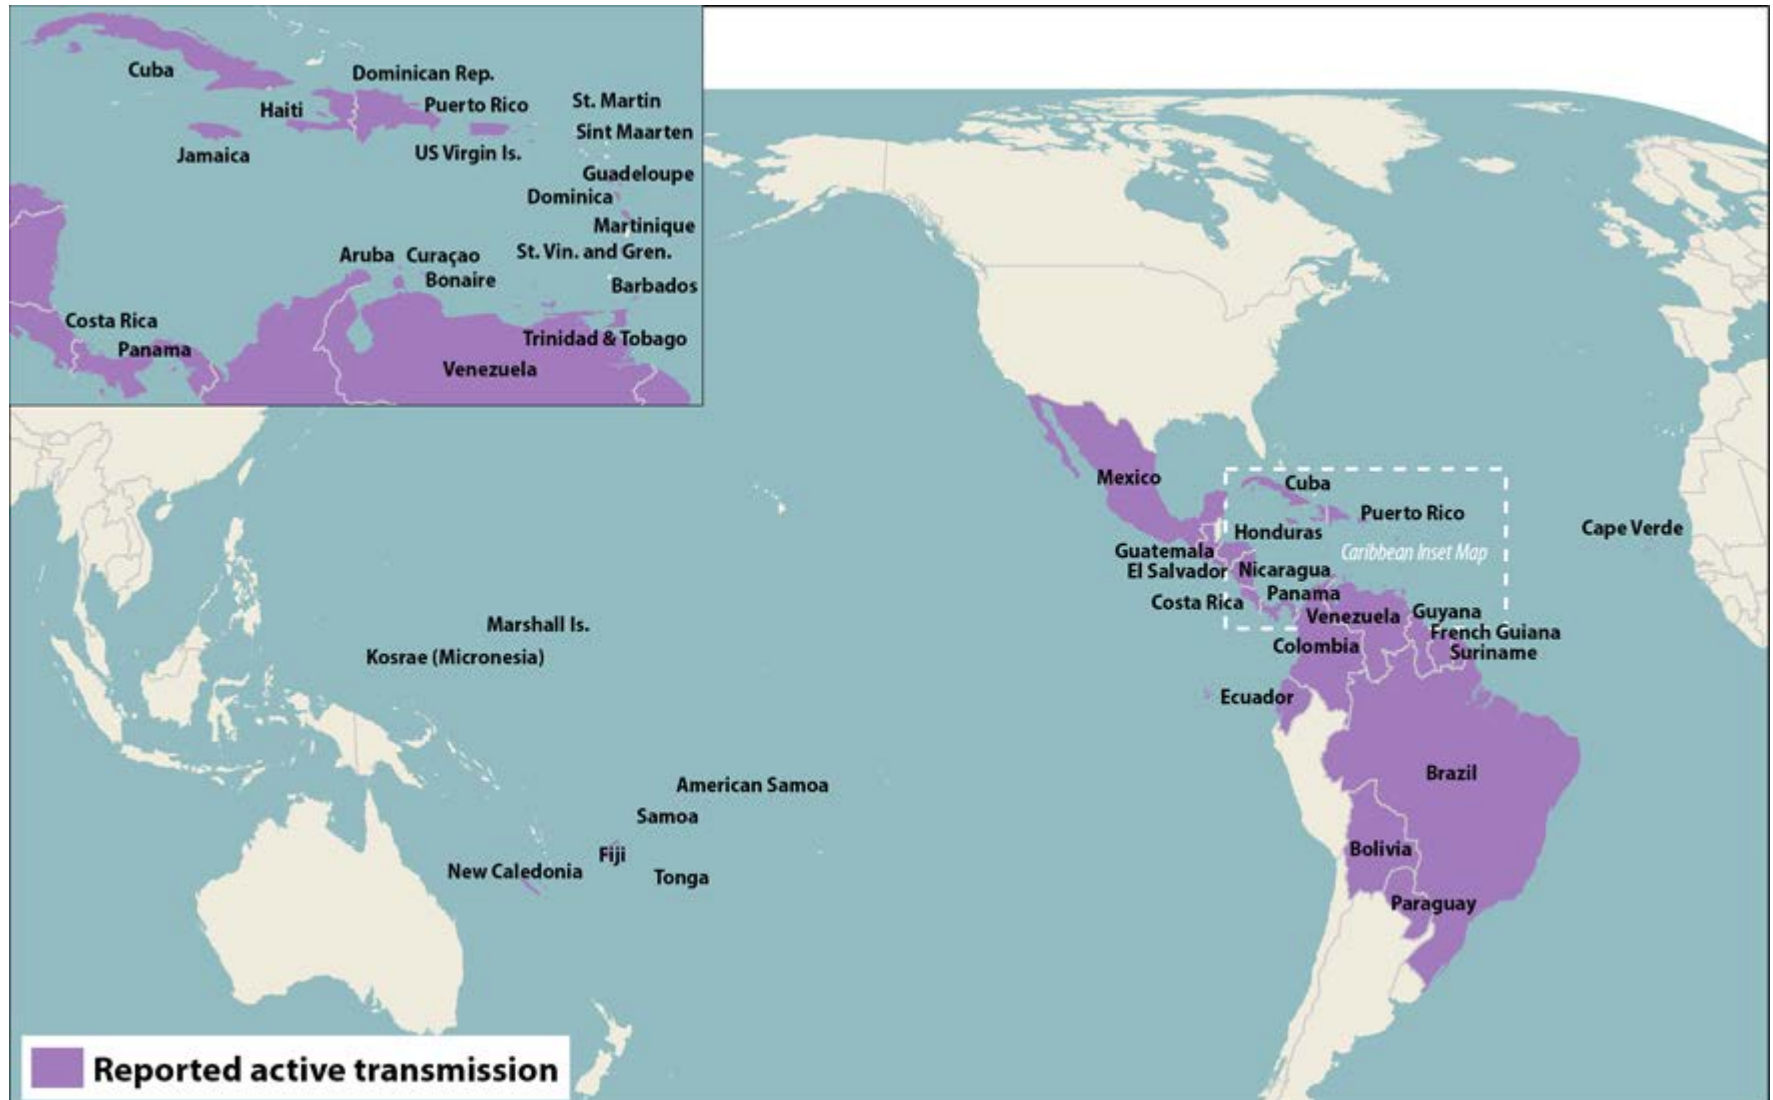 Cuba
Dominican Rep.
Haiti
Puerto Rico
St. Martin
Sint Maarten
Jamaica
US Virgin Is.
Guadeloupe
Dominica
Martinique
Aruba
Curaçao
St. Vin. and Gren.
Bonaire
Barbados
Costa Rica
Panama
Trinidad & Tobago
Venezuela
Mexico
Cuba
Puerto Rico
Honduras
Caribbean Inset Map
Cape Verde
Guatemala
El Salvador
Nicaragua
Costa Rica
Panama
Venezuela
Guyana
French Guiana
Suriname
Colombia
Ecuador
Marshall Is.
Kosrae (Micronesia)
Brazil
American Samoa
Samoa
Fiji
New Caledonia
Tonga
Bolivia
Paraguay
Reported active transmission